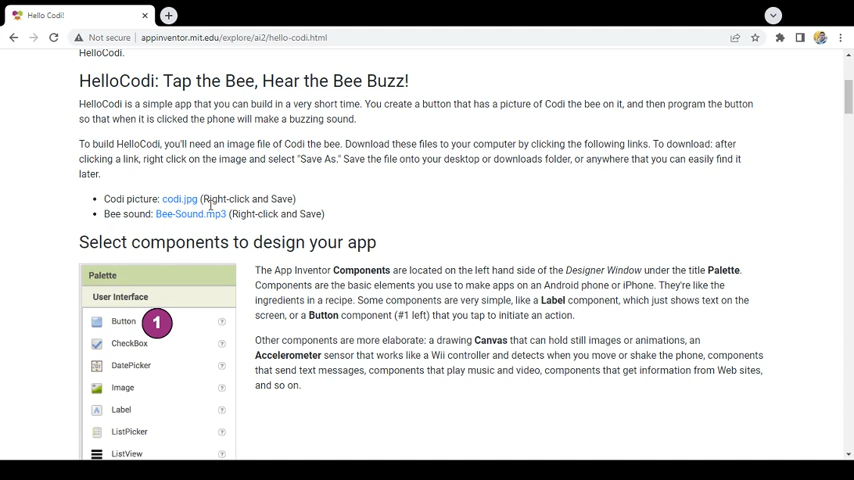 Hello Codi!
Not secure
appinventor.mit.edu/explore/ai2/hello-codi.html
HelloCodi.
HelloCodi: Tap the Bee, Hear the Bee Buzz!
HelloCodi is a simple app that you can build in a very short time. You create a button that has a picture of Codi the bee on it, and then program the button
so that when it is clicked the phone will make a buzzing sound.
To build HelloCodi, you'll need an image file of Codi the bee. Download these files to your computer by clicking the following links. To download: after
clicking a link, right click on the image and select "Save As." Save the file onto your desktop or downloads folder, or anywhere that you can easily find it
later.
Codi picture: codi.jpg (Right-click and Save)
Bee sound: Bee-Sound.mp3 (Right-click and Save)
Select components to design your app
Palette
User Interface
Button
1
CheckBox
DatePicker
Image
Label
ListPicker
ListView
The App Inventor Components are located on the left hand side of the Designer Window under the title Palette.
Components are the basic elements you use to make apps on an Android phone or iPhone. They're like the
ingredients in a recipe. Some components are very simple, like a Label component, which just shows text on the
screen, or a Button component (#1 left) that you tap to initiate an action.
Other components are more elaborate: a drawing Canvas that can hold still images or animations, an
Accelerometer sensor that works like a Wii controller and detects when you move or shake the phone, components
that send text messages, components that play music and video, components that get information from Web sites,
and so on.